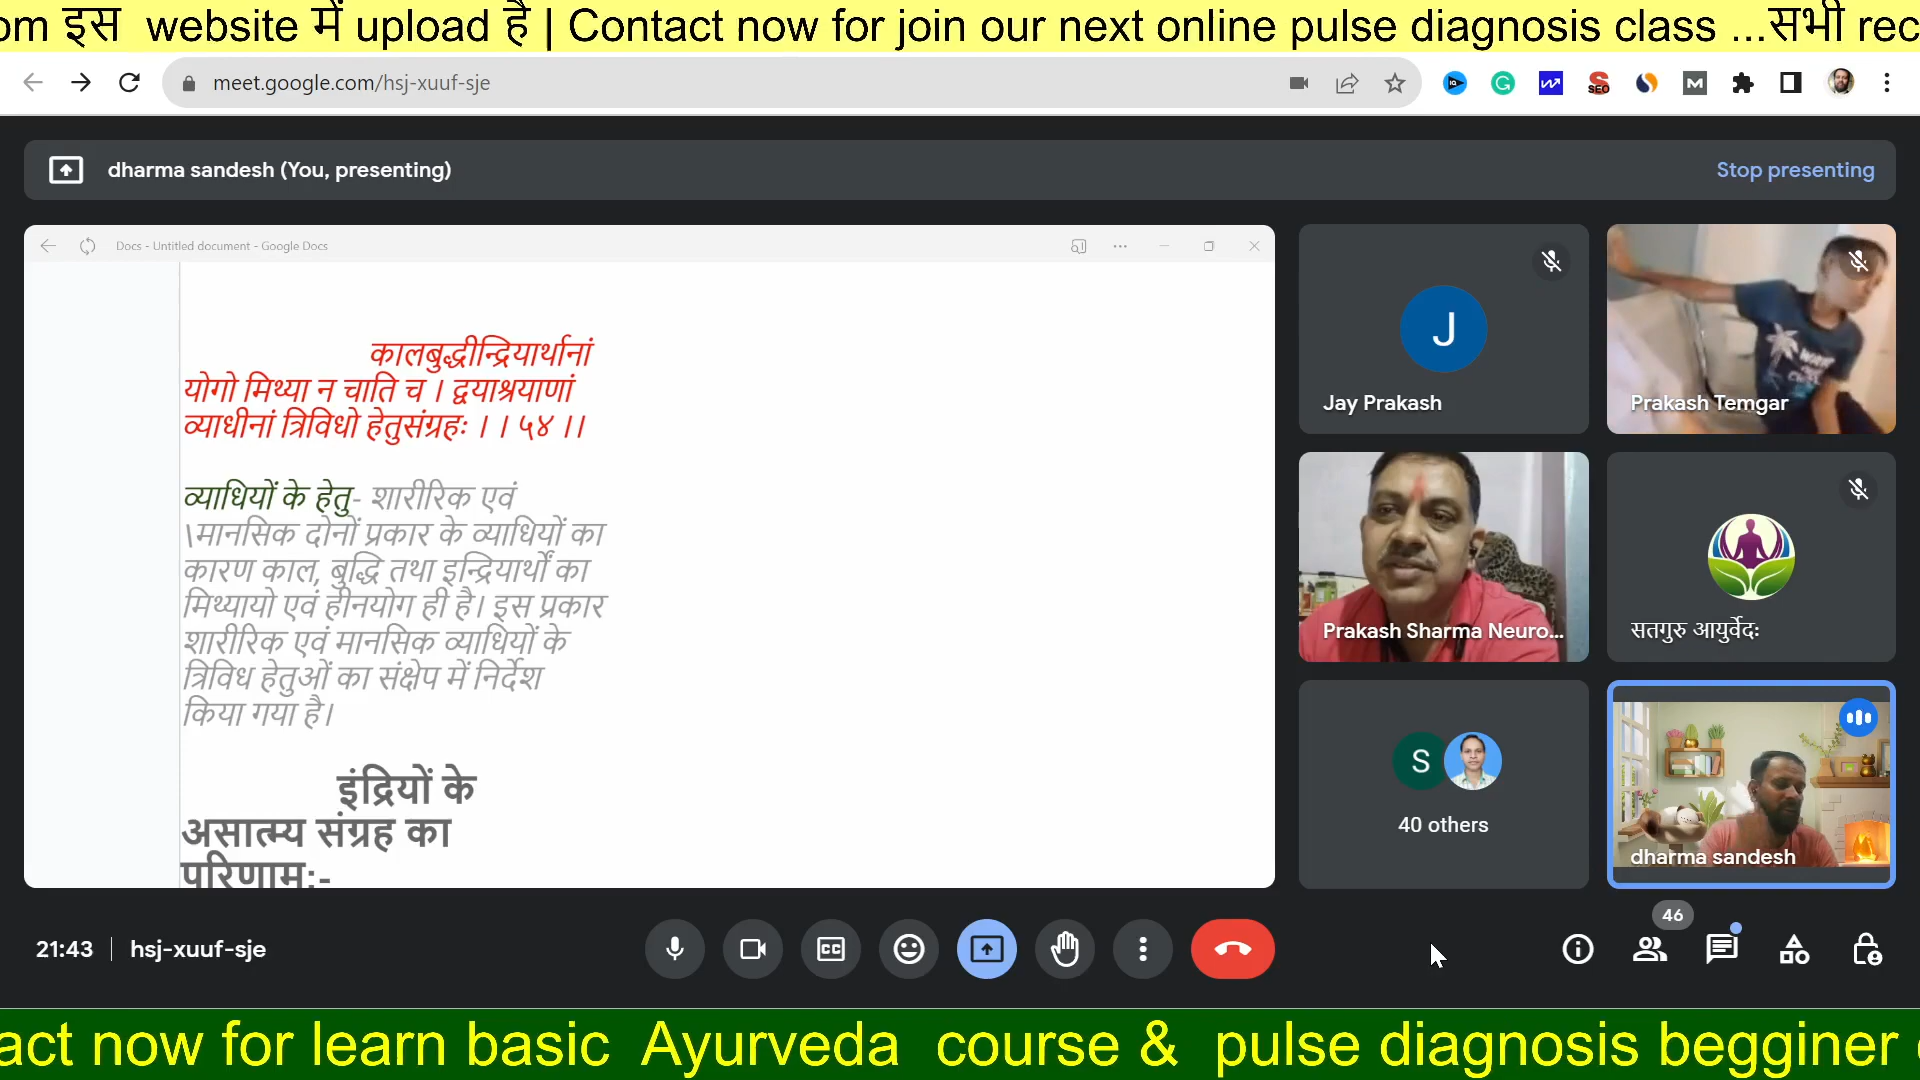 om इस website में upload है | Contact now for join our next online pulse diagnosis class ...सभी rec
meet.google.com/hsj-xuuf-sje
dharma sandesh (You, presenting)
Stop presenting
Docs - Untitled document - Google Docs
कालबुद्धीन्द्रियार्थानां
योगो मिथ्या न चाति च । द्वयाश्रयाणां
व्याधीनां त्रिविधो हेतुसंग्रहः । । ५४ ।।
व्याधियों के हेतु- शारीरिक एवं
\मानसिक दोनों प्रकार के व्याधियों का
कारण काल, बुद्धि तथा इन्द्रियार्थों का
मिथ्यायो एवं हीनयोग ही है। इस प्रकार
शारीरिक एवं मानसिक व्याधियों के
त्रिविध हेतुओं का संक्षेप में निर्देश
किया गया है।
इंद्रियों के
असात्म्य संग्रह का
परिणाम:-
J
Jay Prakash
Prakash Temgar
Prakash Sharma Neuro...
सतगुरु आयुर्वेदः
S
40 others
dharma sandesh
21:43 | hsj-xuuf-sje
46
act now for learn basic Ayurveda course & pulse diagnosis begginer